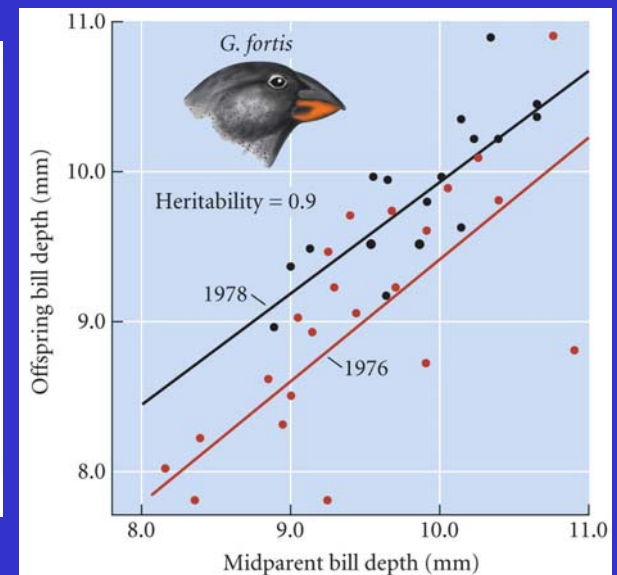 11.0
G. fortis
10.0
Heritability = 0.9
1978
9.0
1976
8.0
8.0 9.0 10.0 11.0
Offspring bill depth (mm)
Midparent bill depth (mm)